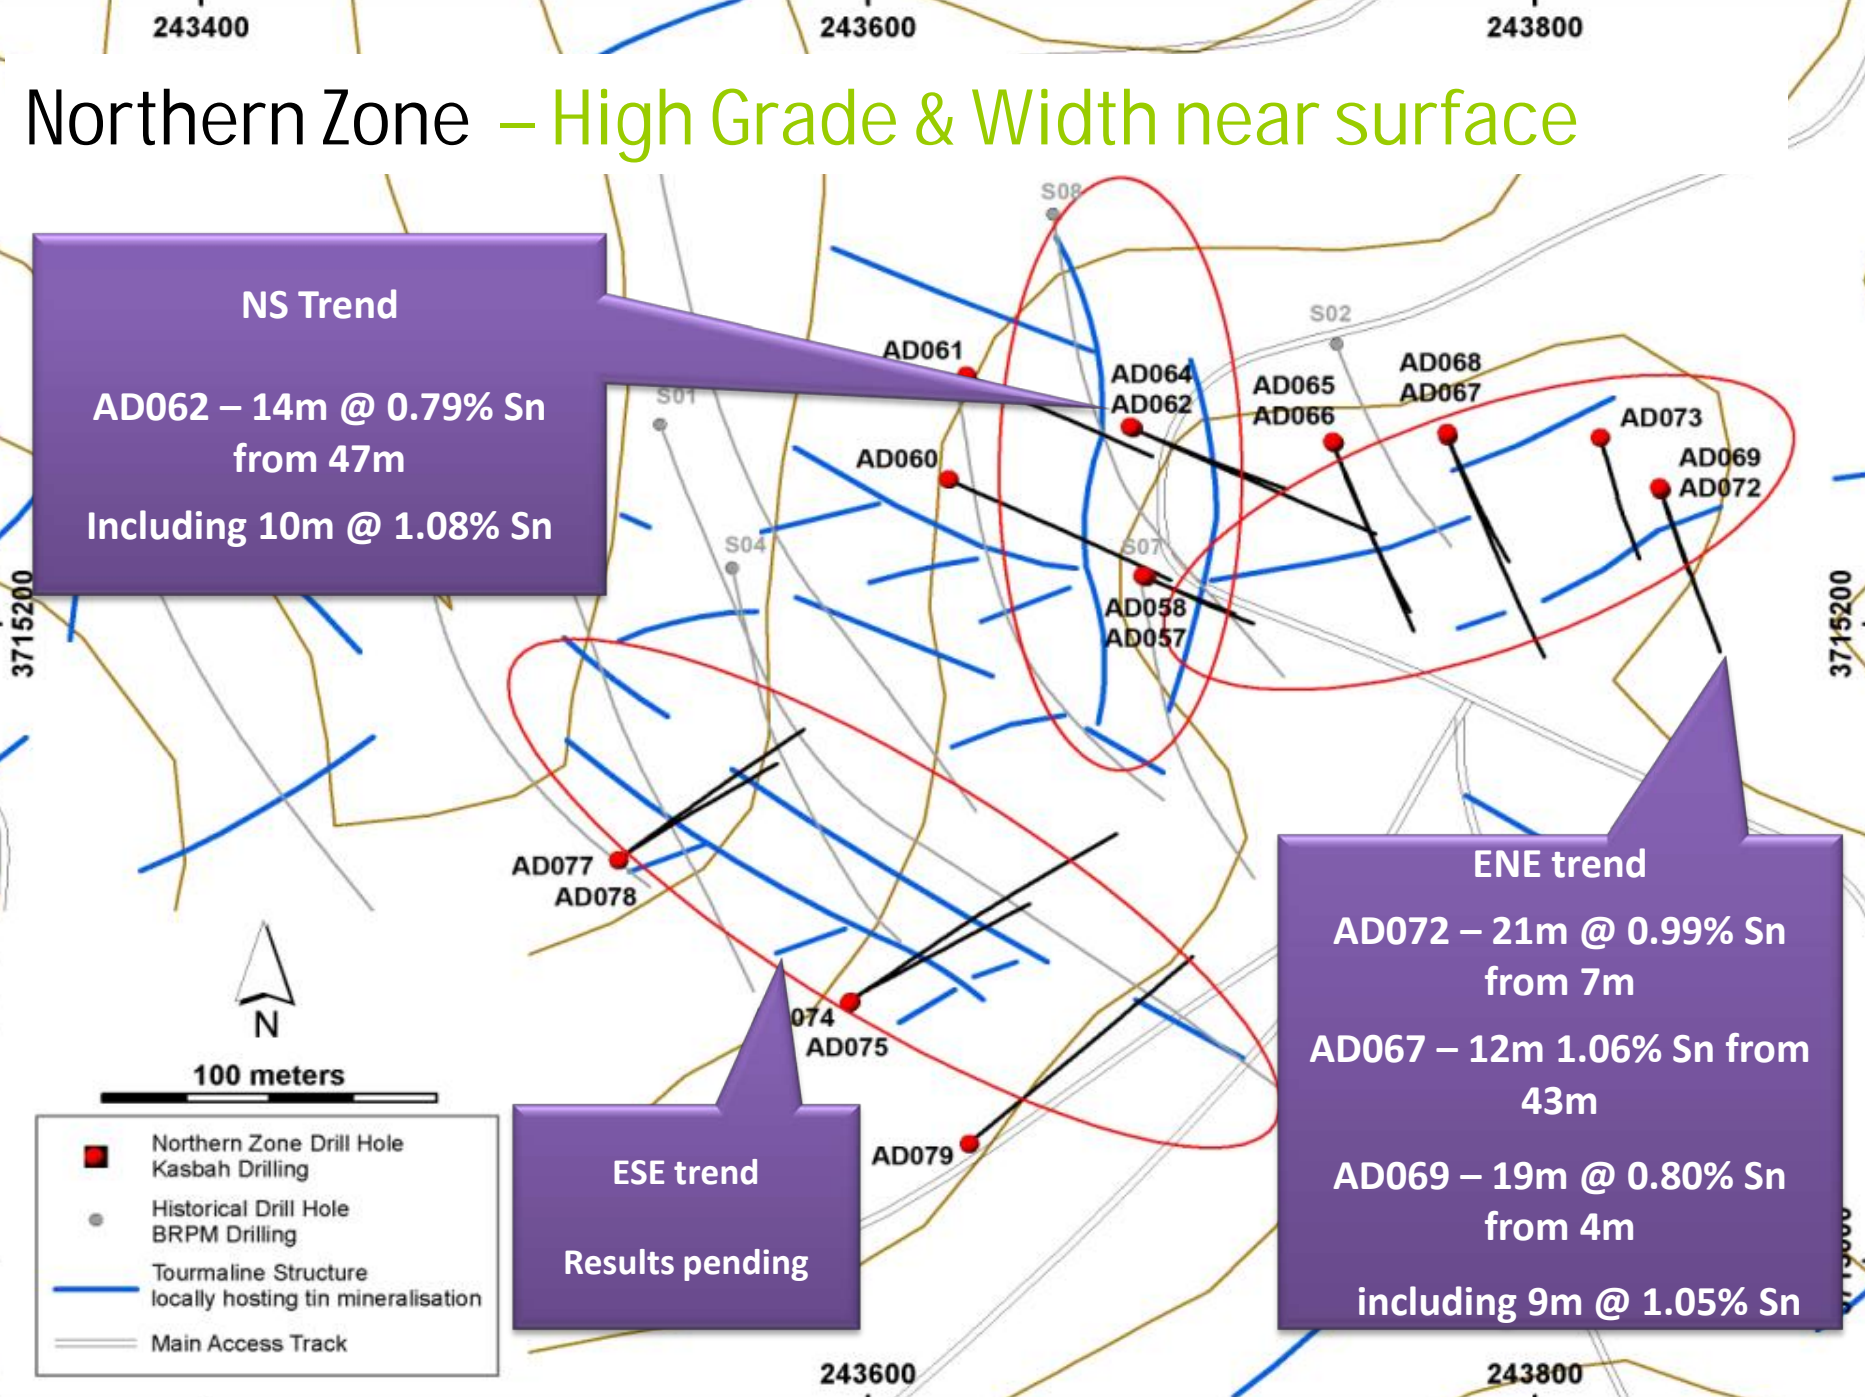 243400
243600
243800
Northern Zone – High Grade & Width near surface
S08
NS Trend
AD062 – 14m @ 0.79% Sn
from 47m
Including 10m @ 1.08% Sn
S02
AD061
AD064
AD062
AD065
AD066
AD068
AD067
AD073
S01
AD060
AD069
AD072
S04
S07
AD058
AD057
3715200
3715200
AD077
AD078
074
AD075
AD079
ENE trend
AD072 – 21m @ 0.99% Sn
from 7m
AD067 – 12m 1.06% Sn from
43m
AD069 – 19m @ 0.80% Sn
from 4m
including 9m @ 1.05% Sn
ESE trend
Results pending
N
100 meters
Northern Zone Drill Hole
Kasbah Drilling
Historical Drill Hole
BRPM Drilling
Tourmaline Structure
locally hosting tin mineralisation
Main Access Track
243600
243800